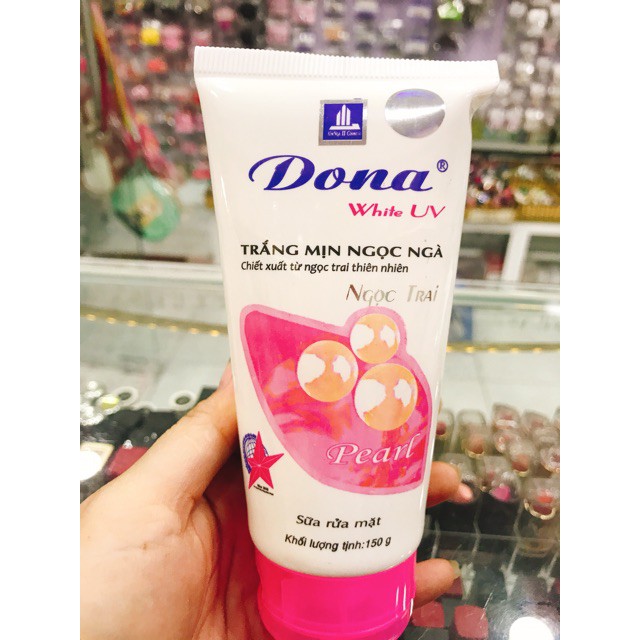 Dona®
White UV
TRẮNG MỊN NGỌC NGÀ
Chiết xuất từ ngọc trai thiên nhiên
NGỌC TRAI
Pearl
Sữa rửa mặt
Khối lượng tịnh:150 g